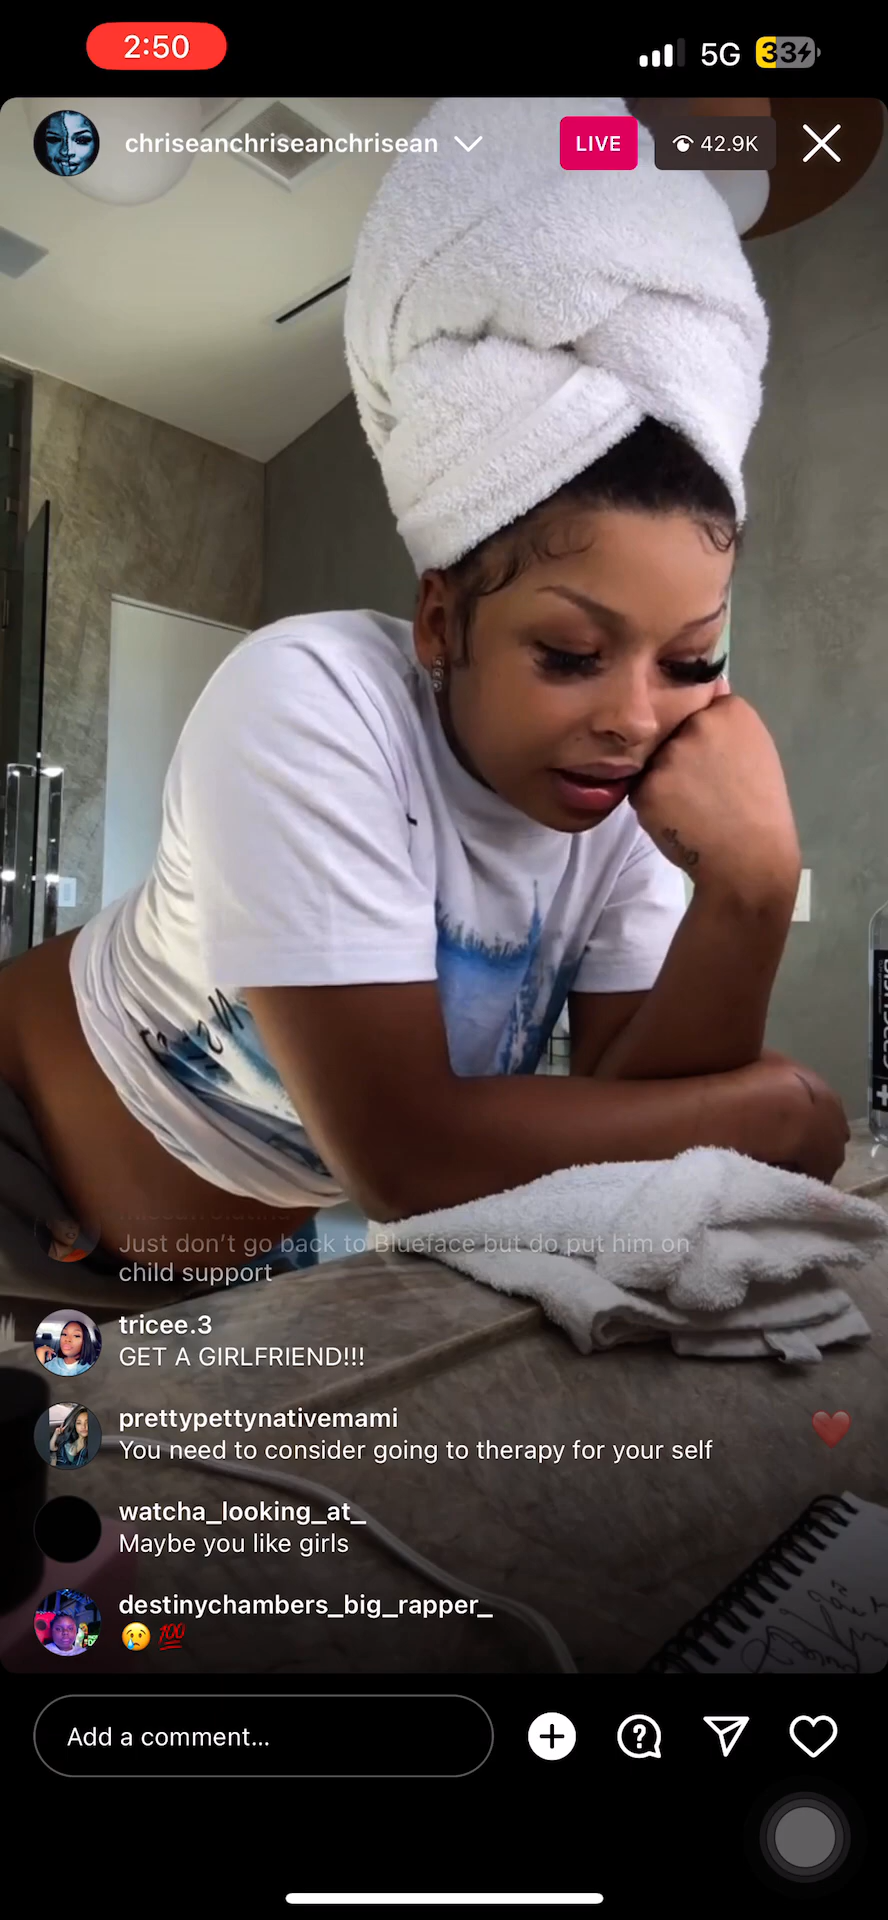 2:50
5G
33
chriseanchriseanchrisean
LIVE
42.9K
Just don’t go back to Blueface but do put him on
child support
tricee.3
GET A GIRLFRIEND!!!
prettypettynativemami
You need to consider going to therapy for your self
watcha_looking_at_
Maybe you like girls
destinychambers_big_rapper_
😢 💯
Add a comment...